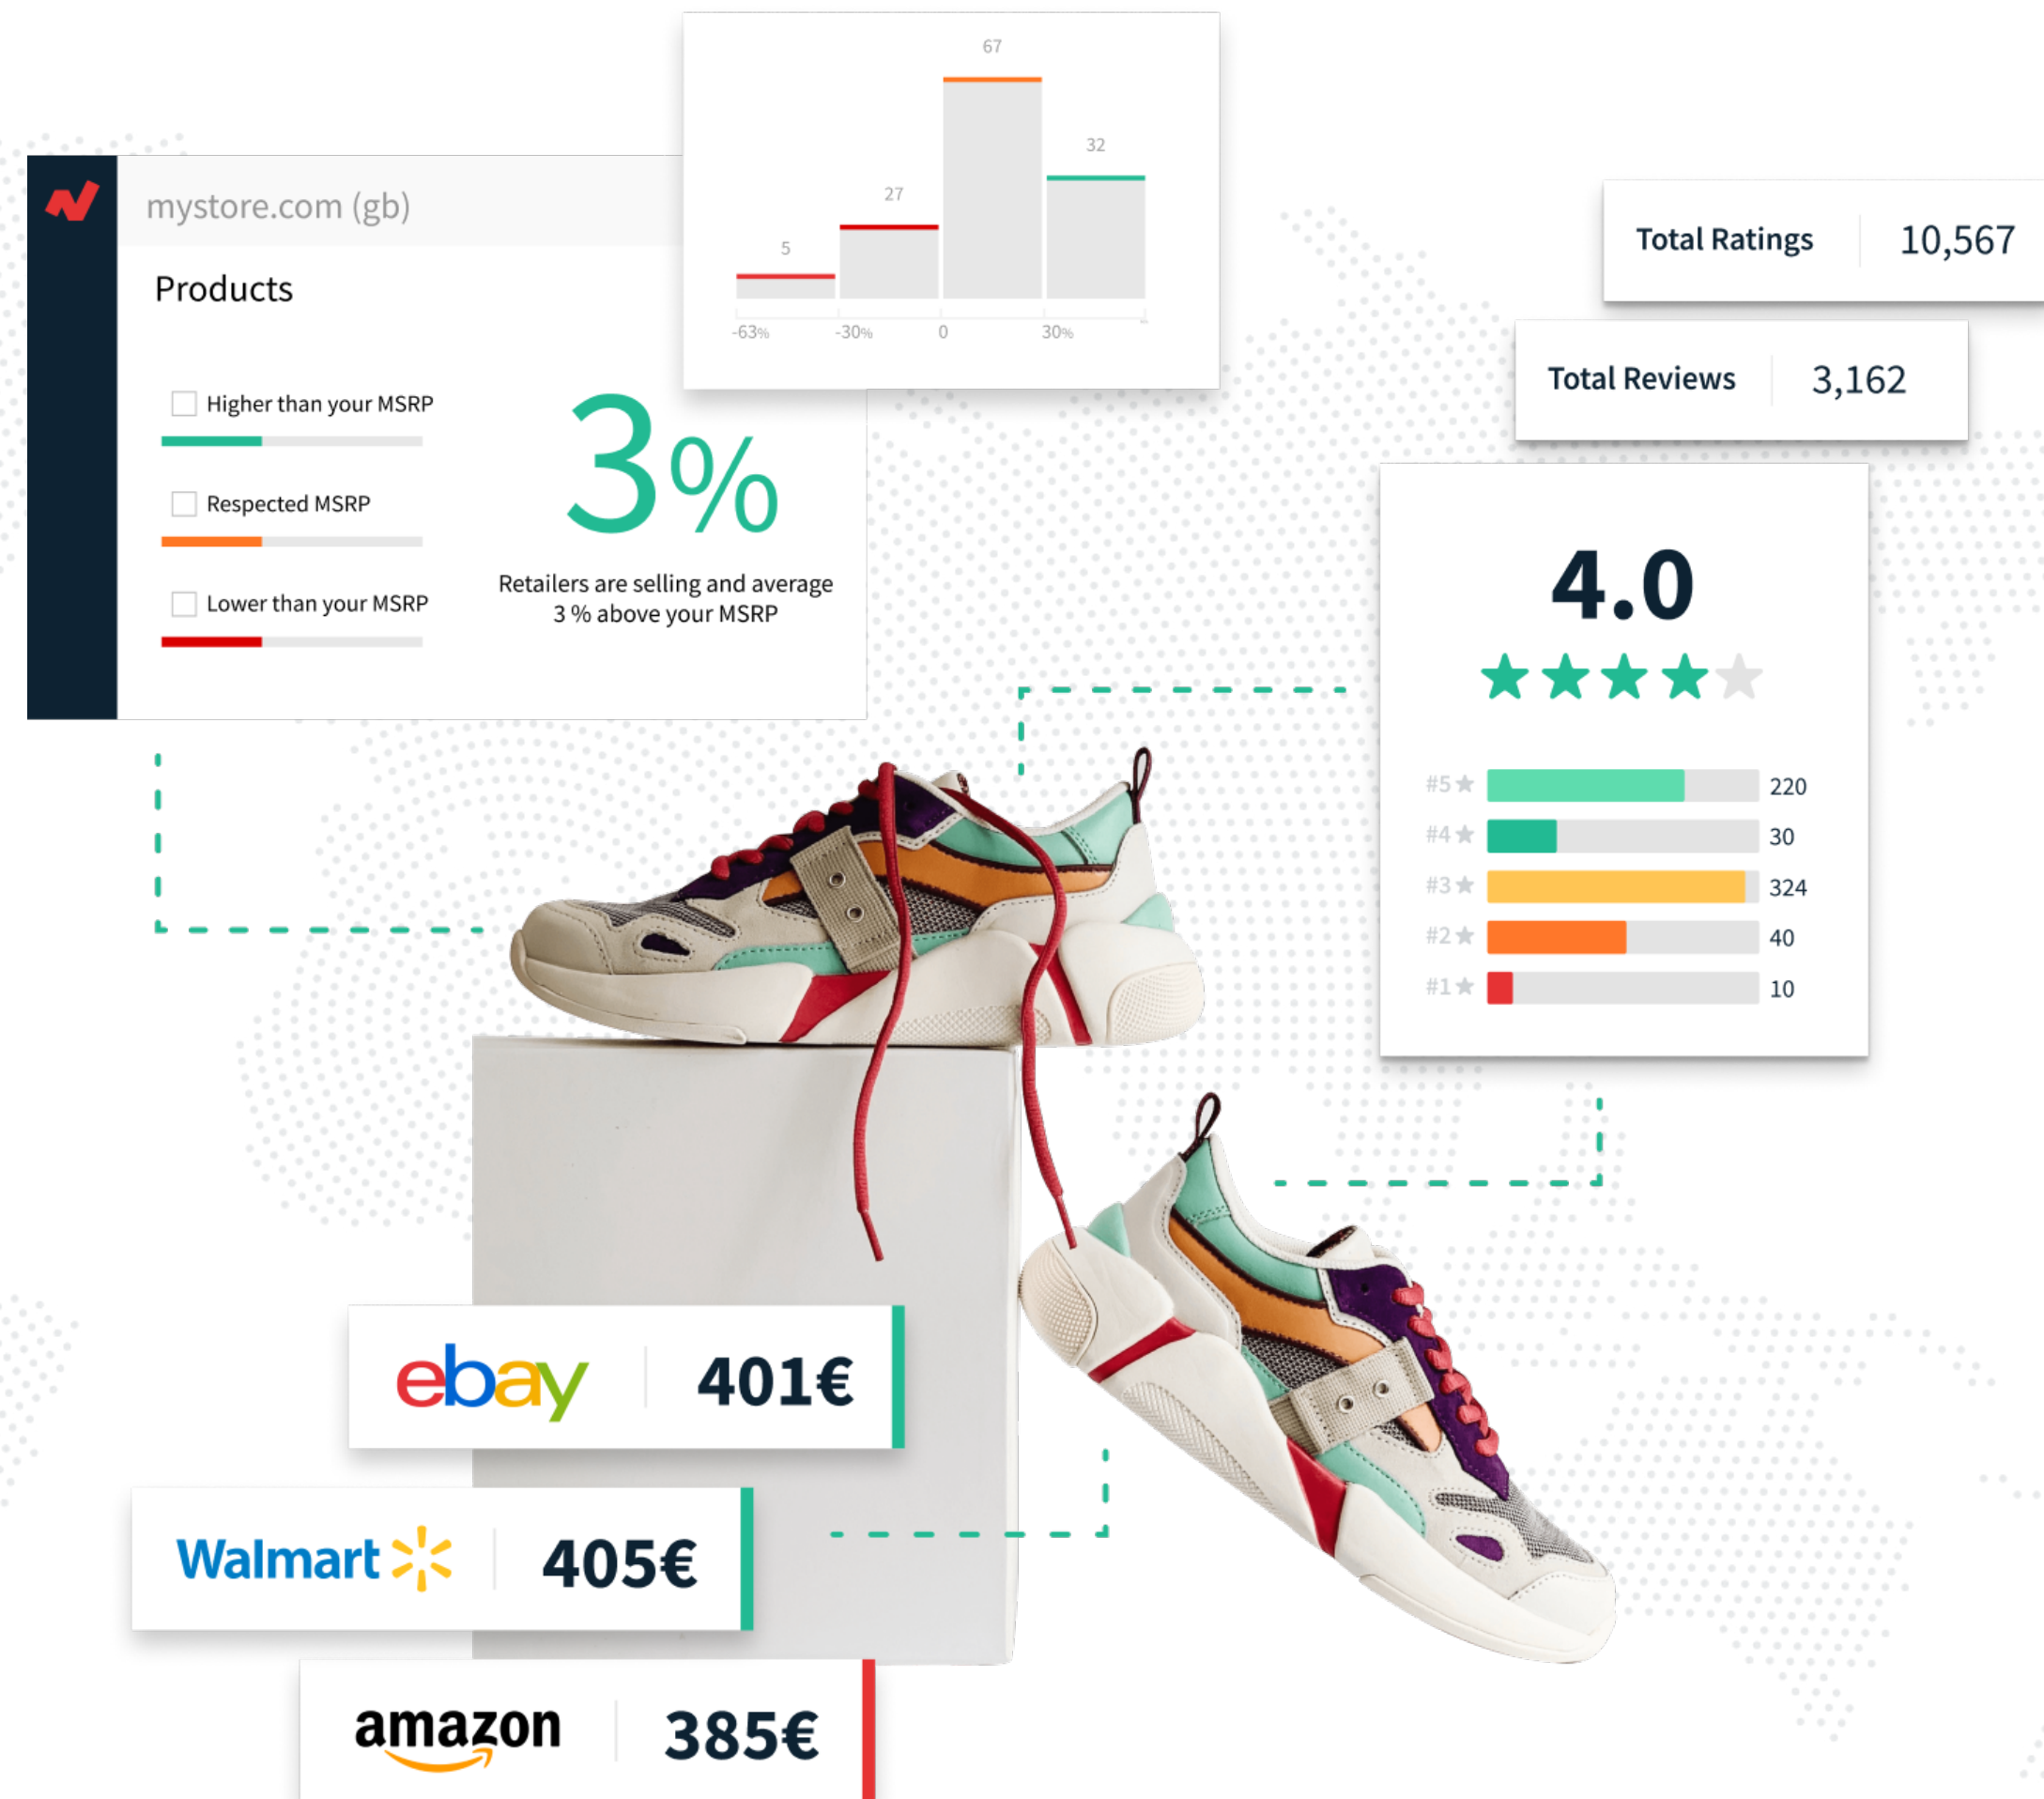 67
32
27
5
-63%
-30%
0
30%
mystore.com (gb)
Products
Higher than your MSRP
Respected MSRP
Lower than your MSRP
3%
Retailers are selling and average
3 % above your MSRP
Total Ratings 10,567
Total Reviews 3,162
4.0
#5 220
#4 30
#3 324
#2 40
#1 10
ebay 401€
Walmart 405€
amazon 385€